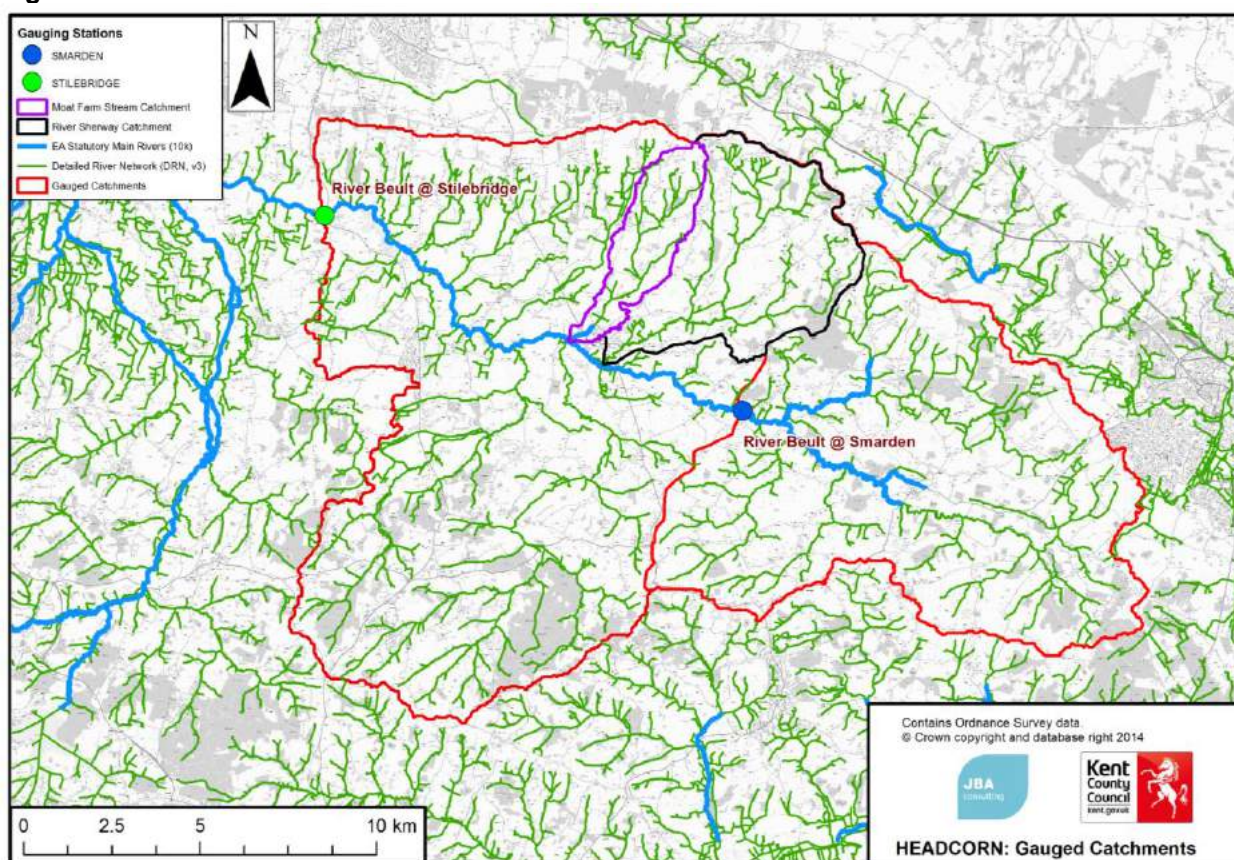 Gauging Stations
SMARDEN
STILEBRIDGE
Moat Farm Stream Catchment
River Sherway Catchment
EA Statutory Main Rivers (10k)
Detailed River Network (DRN, v3)
Gauged Catchments
N
River Beult @ Stilebridge
River Beult @ Smarden
0 2.5 5 10 km
Contains Ordnance Survey data.
© Crown copyright and database right 2014
JBA
consulting
Kent
County
Council
kent.gov.uk
HEADCORN: Gauged Catchments